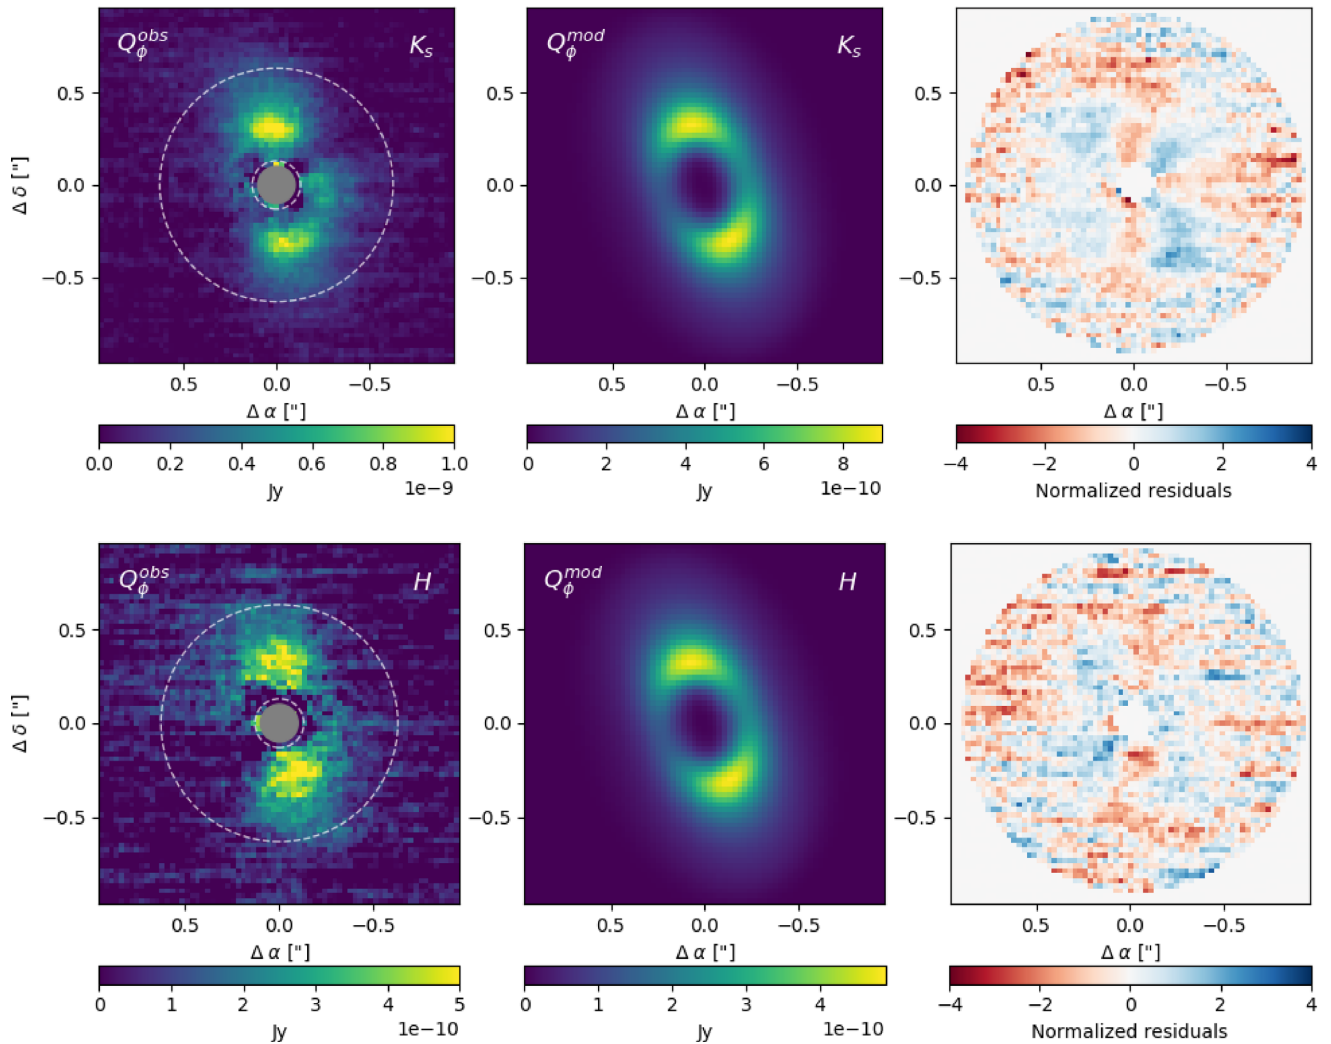 Q_ϕ^obs K_s Q_ϕ^mod K_s
0.5 0.5 0.5
Δ δ ["] 0.0 0.0 0.0
−0.5 −0.5 −0.5
0.5 0.0 −0.5 0.5 0.0 −0.5 0.5 0.0 −0.5
Δ α ["] Δ α ["] Δ α ["]
0.0 0.2 0.4 0.6 0.8 1.0 0 2 4 6 8 −4 −2 0 2 4
Jy 1e−9 Jy 1e−10 Normalized residuals
Q_ϕ^obs H Q_ϕ^mod H
0.5 0.5 0.5
Δ δ ["] 0.0 0.0 0.0
−0.5 −0.5 −0.5
0.5 0.0 −0.5 0.5 0.0 −0.5 0.5 0.0 −0.5
Δ α ["] Δ α ["] Δ α ["]
0 1 2 3 4 5 0 1 2 3 4 −4 −2 0 2 4
Jy 1e−10 Jy 1e−10 Normalized residuals